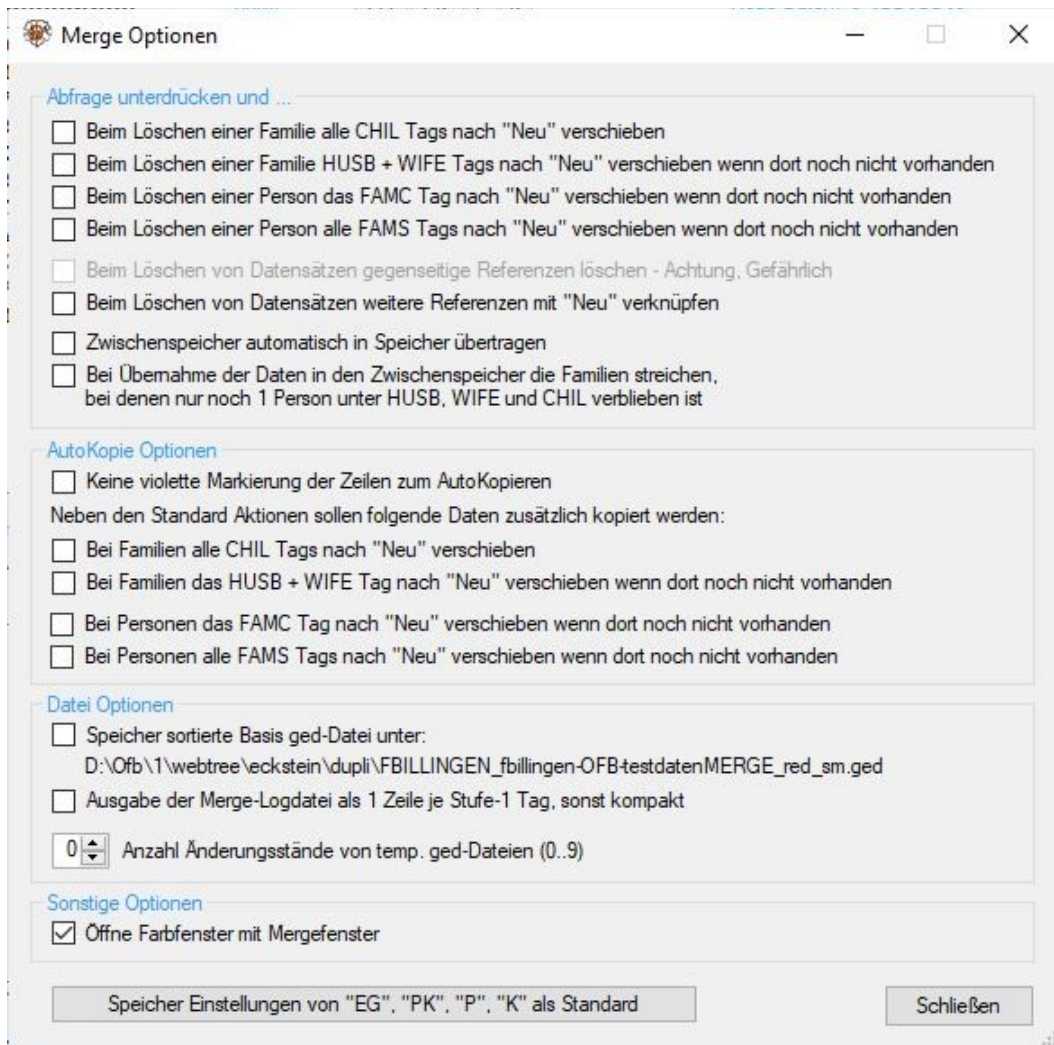 Merge Optionen
Abfrage unterdrücken und ...
Beim Löschen einer Familie alle CHIL Tags nach "Neu" verschieben
Beim Löschen einer Familie HUSB + WIFE Tags nach "Neu" verschieben wenn dort noch nicht vorhanden
Beim Löschen einer Person das FAMC Tag nach "Neu" verschieben wenn dort noch nicht vorhanden
Beim Löschen einer Person alle FAMS Tags nach "Neu" verschieben wenn dort noch nicht vorhanden
Beim Löschen von Datensätzen gegenseitige Referenzen löschen - Achtung, Gefährlich
Beim Löschen von Datensätzen weitere Referenzen mit "Neu" verknüpfen
Zwischenspeicher automatisch in Speicher übertragen
Bei Übernahme der Daten in den Zwischenspeicher die Familien streichen,
bei denen nur noch 1 Person unter HUSB, WIFE und CHIL verblieben ist
AutoKopie Optionen
Keine violette Markierung der Zeilen zum AutoKopieren
Neben den Standard Aktionen sollen folgende Daten zusätzlich kopiert werden:
Bei Familien alle CHIL Tags nach "Neu" verschieben
Bei Familien das HUSB + WIFE Tag nach "Neu" verschieben wenn dort noch nicht vorhanden
Bei Personen das FAMC Tag nach "Neu" verschieben wenn dort noch nicht vorhanden
Bei Personen alle FAMS Tags nach "Neu" verschieben wenn dort noch nicht vorhanden
Datei Optionen
Speicher sortierte Basis ged-Datei unter:
D:\Ofb\1\webtree\eckstein\dupli\FBILLINGEN_fbillingen-OFB-testdatenMERGE_red_sm.ged
Ausgabe der Merge-Logdatei als 1 Zeile je Stufe-1 Tag, sonst kompakt
0 Anzahl Änderungsstände von temp. ged-Dateien (0..9)
Sonstige Optionen
Öffne Farbfenster mit Mergefenster
Speicher Einstellungen von "EG", "PK", "P", "K" als Standard
Schließen